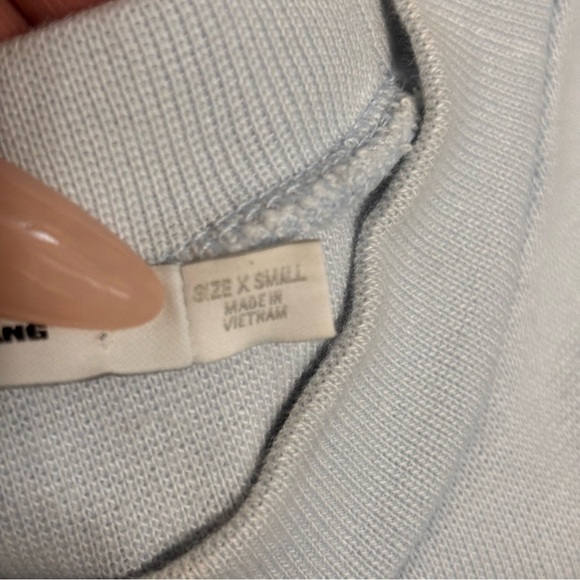 ANG
SIZE X SMALL
MADE IN
VIETNAM